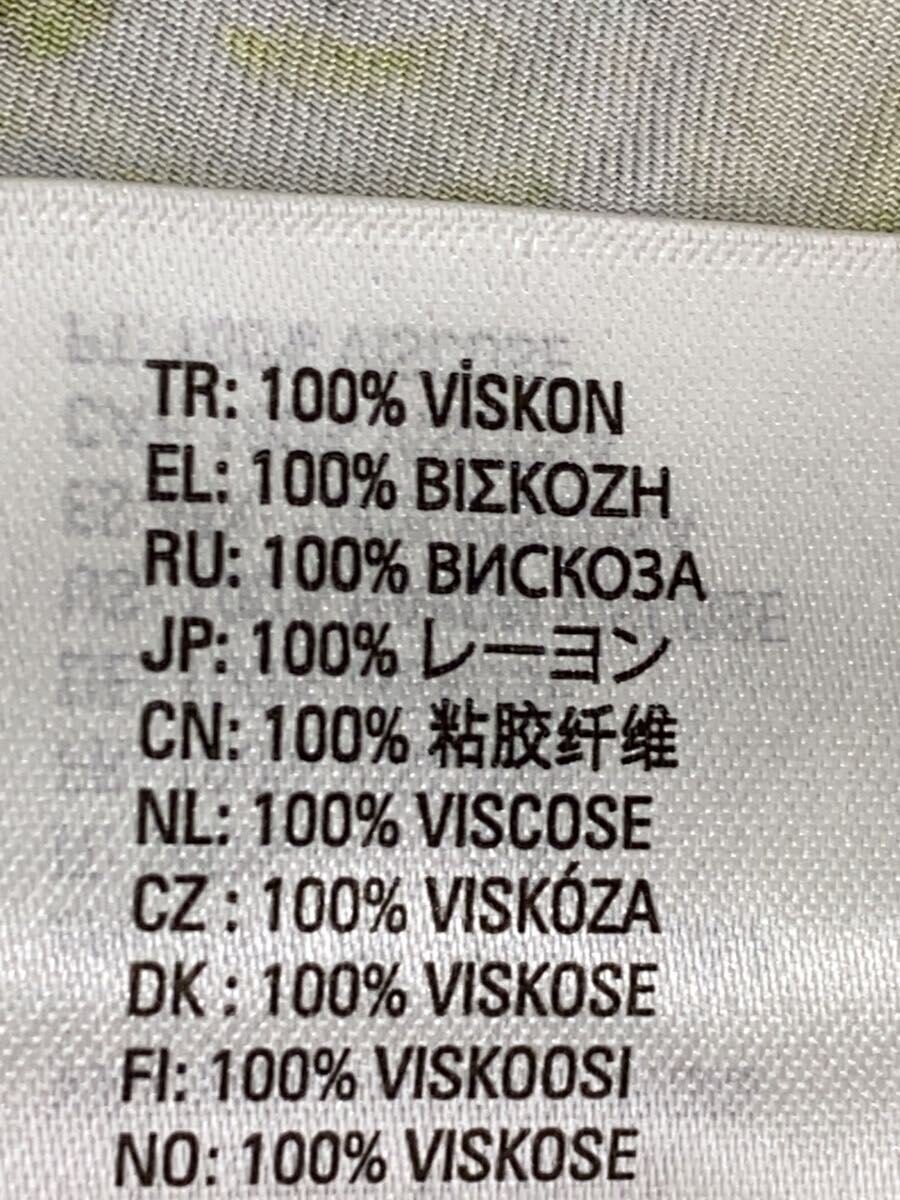 TR: 100% VİSKON
EL: 100% ΒΙΣΚΟΖΗ
RU: 100% ВИСКОЗА
JP: 100% レーヨン
CN: 100% 粘胶纤维
NL: 100% VISCOSE
CZ : 100% VISKÓZA
DK : 100% VISKOSE
FI: 100% VISKOOSI
NO: 100% VISKOSE